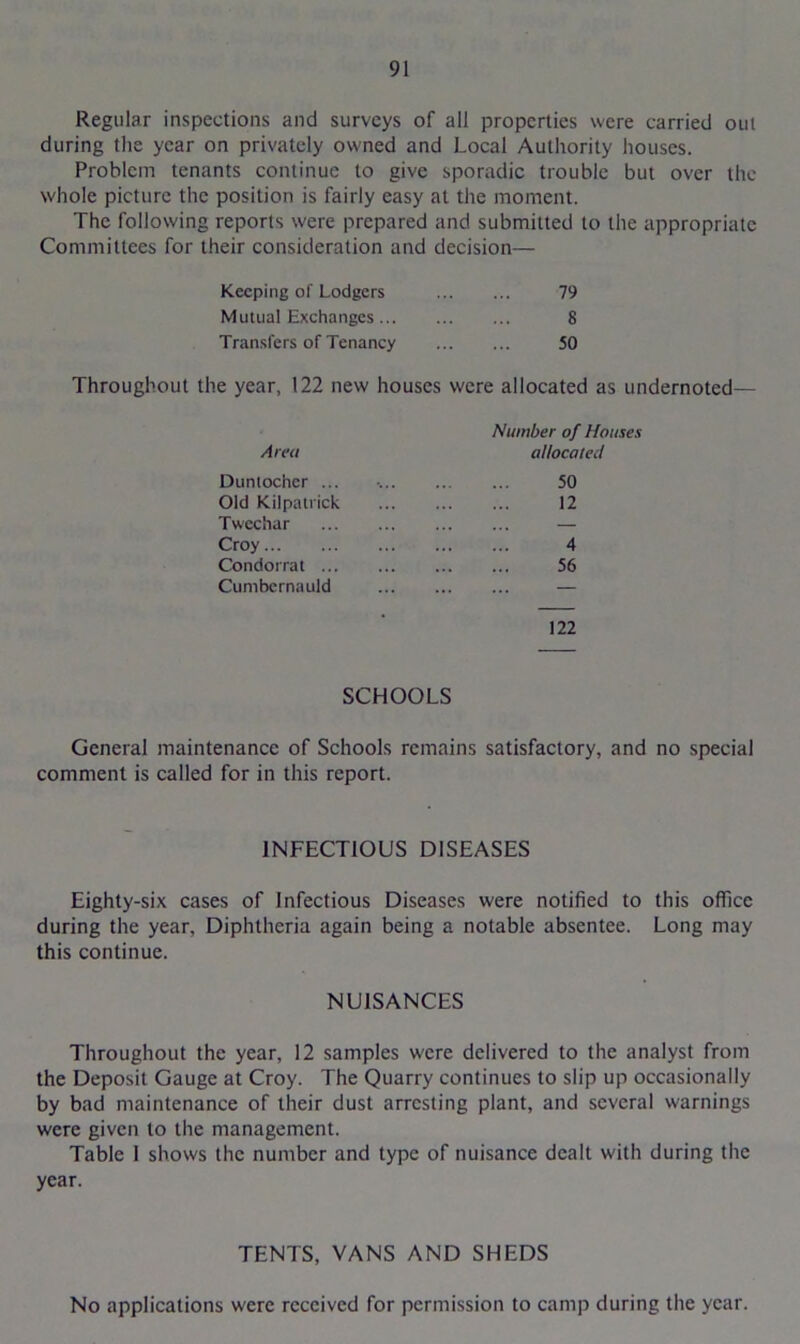 91
Regular inspections and surveys of all properties were carried out
during the year on privately owned and Local Authority houses.
Problem tenants continue to give sporadic trouble but over the
whole picture the position is fairly easy at the moment.
The following reports were prepared and submitted to the appropriate
Committees for their consideration and decision—
Keeping of Lodgers ... ... 79
Mutual Exchanges ... ... ... 8
Transfers of Tenancy ... ... 50
Throughout the year, 122 new houses were allocated as undernoted—
Number of Houses
Area allocated
Duntocher ... ... ... ... 50
Old Kilpatrick ... ... ... 12
Twechar ... ... ... ... —
Croy ... ... ... ... ... 4
Condorrat ... ... ... ... 56
Cumbernauld ... ... ... —
122
SCHOOLS
General maintenance of Schools remains satisfactory, and no special
comment is called for in this report.
INFECTIOUS DISEASES
Eighty-six cases of Infectious Diseases were notified to this office
during the year, Diphtheria again being a notable absentee. Long may
this continue.
NUISANCES
Throughout the year, 12 samples were delivered to the analyst from
the Deposit Gauge at Croy. The Quarry continues to slip up occasionally
by bad maintenance of their dust arresting plant, and several warnings
were given to the management.
Table I shows the number and type of nuisance dealt with during the
year.
TENTS, VANS AND SHEDS
No applications were received for permission to camp during the year.